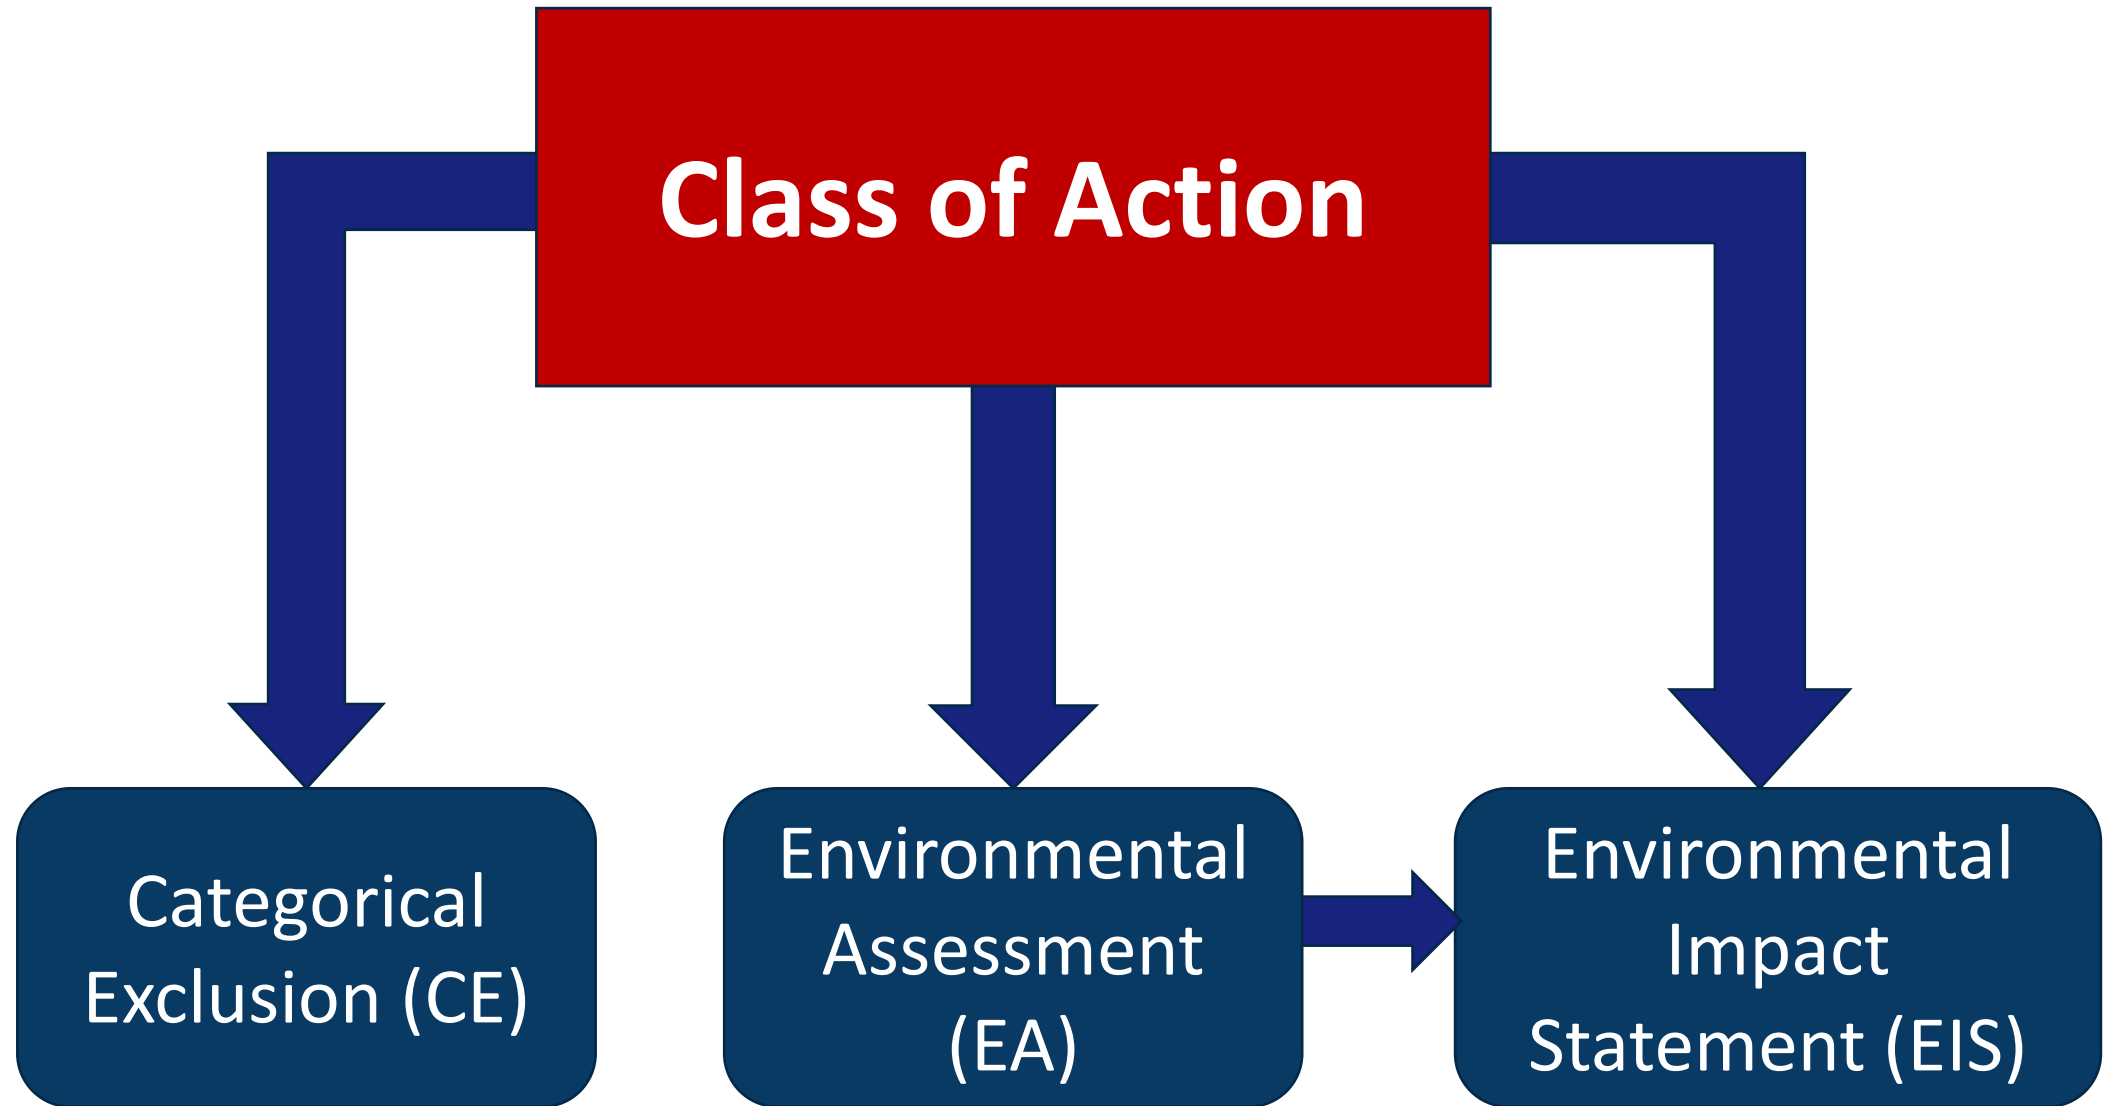 Class of Action
Categorical
Exclusion (CE)
Environmental
Assessment
(EA)
Environmental
Impact
Statement (EIS)